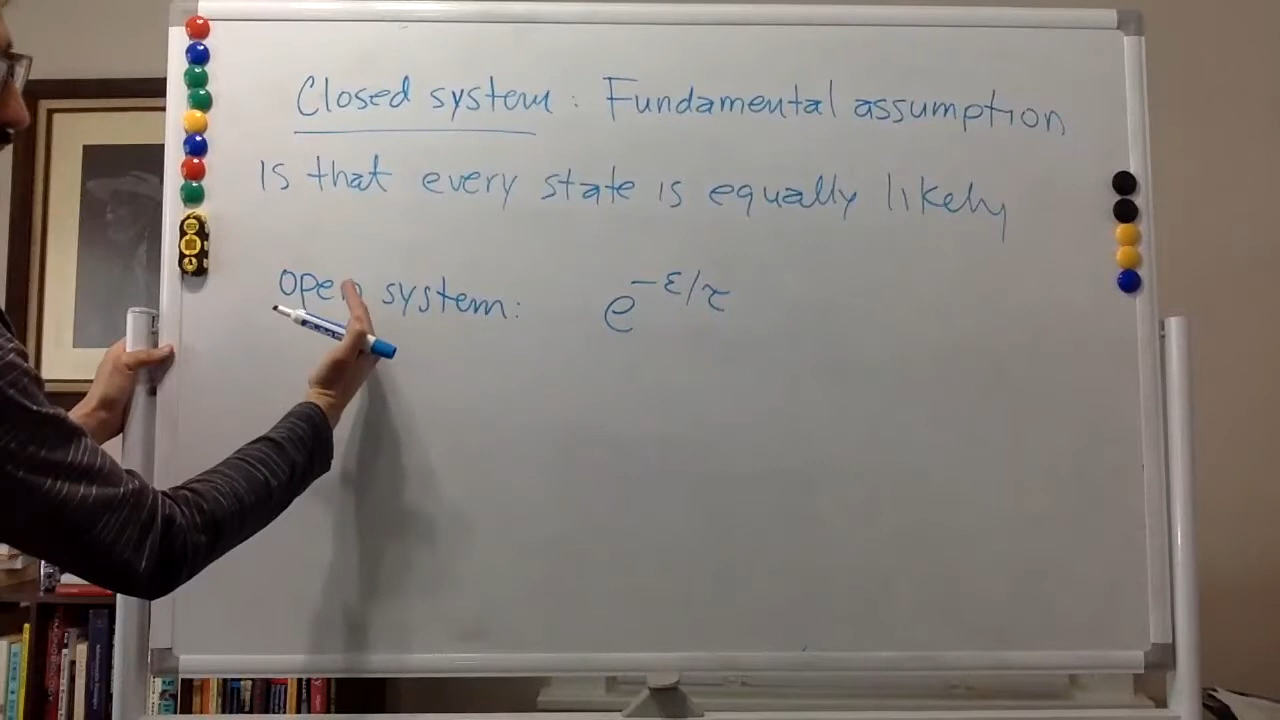 Closed system: Fundamental assumption
is that every state is equally likely
open system: e^{-ε/τ}